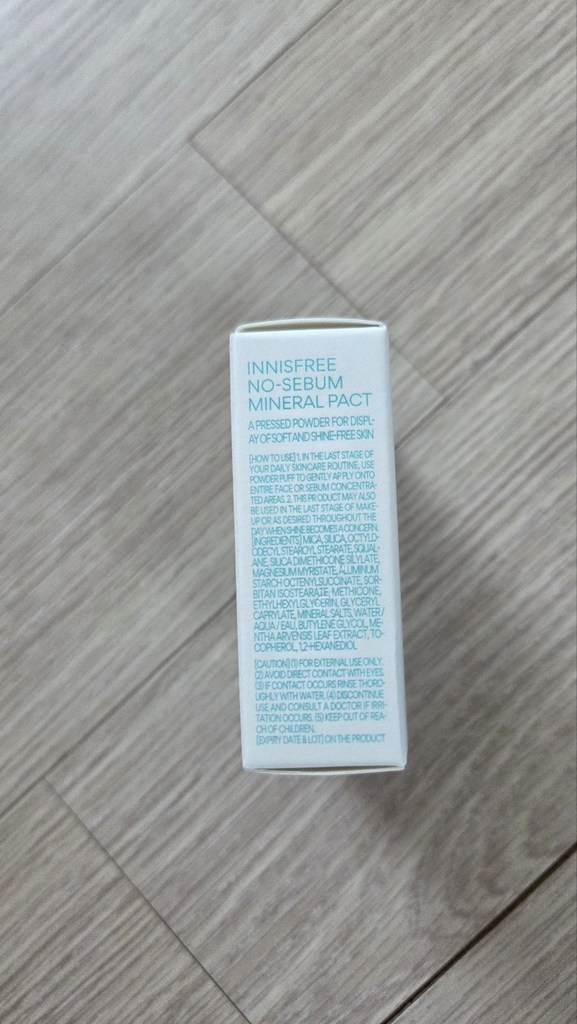 INNISFREE
NO-SEBUM
MINERAL PACT
A PRESSED POWDER FOR DISPL-
AY OF SOFT AND SHINE-FREE SKIN
[HOW TO USE] 1. IN THE LAST STAGE OF
YOUR DAILY SKINCARE ROUTINE, USE
POWDER PUFF TO GENTLY APPLY ONTO
ENTIRE FACE OR SEBUM CONCENTRA-
TED AREAS. 2. THIS PRODUCT MAY ALSO
BE USED IN THE LAST STAGE OF MAKE-
UP OR AS DESIRED THROUGHOUT THE
DAY WHEN SHINE BECOMES A CONCERN.
[INGREDIENTS] MICA, SILICA, OCTYLD-
ODECYL STEAROYL STEARATE, SQUAL-
ANE, SILICA DIMETHICONE SILYLATE,
MAGNESIUM MYRISTATE, ALUMINUM
STARCH OCTENYLSUCCINATE, SOR-
BITAN ISOSTEARATE, METHICONE,
ETHYLHEXYLGLYCERIN, GLYCERYL
CAPRYLATE, MINERAL SALTS, WATER /
AQUA / EAU, BUTYLENE GLYCOL, ME-
NTHA ARVENSIS LEAF EXTRACT, TO-
COPHEROL, 1,2-HEXANEDIOL
[CAUTION] (1) FOR EXTERNAL USE ONLY.
(2) AVOID DIRECT CONTACT WITH EYES.
(3) IF CONTACT OCCURS RINSE THORO-
UGHLY WITH WATER. (4) DISCONTINUE
USE AND CONSULT A DOCTOR IF IRRI-
TATION OCCURS. (5) KEEP OUT OF REA-
CH OF CHILDREN.
[EXPIRY DATE & LOT] ON THE PRODUCT